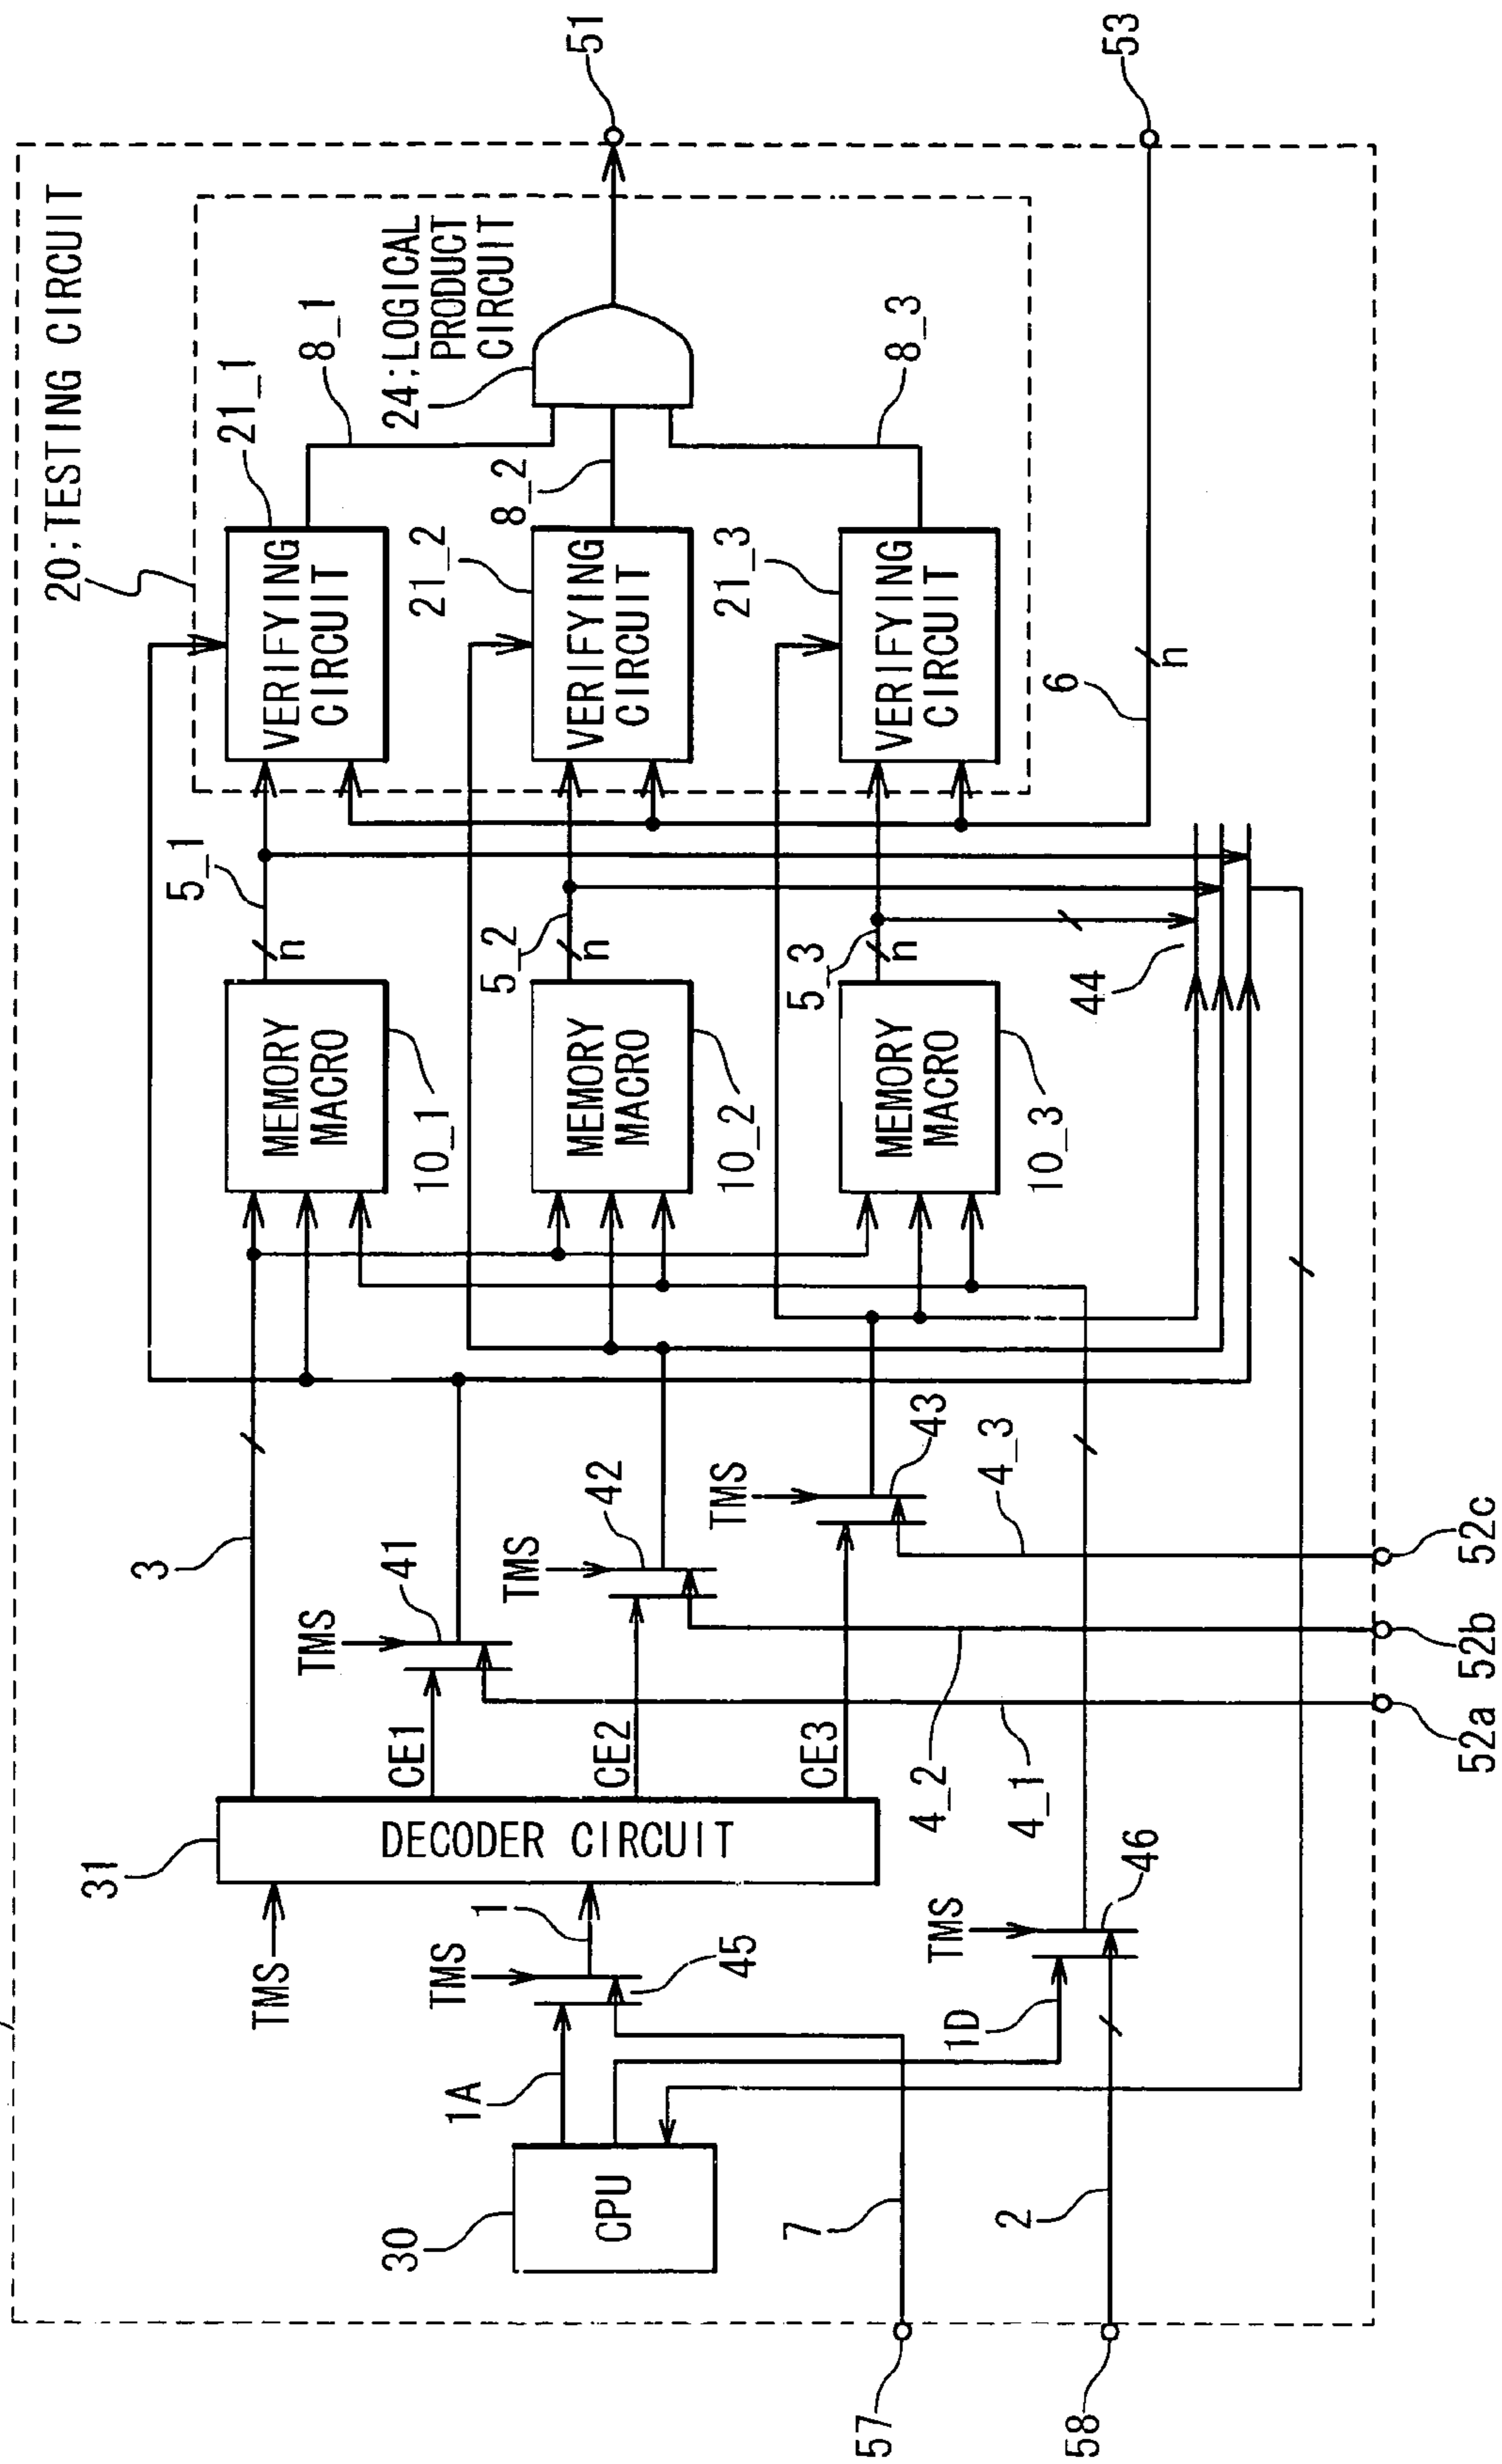 20;TESTING CIRCUIT
51
53
24;LOGICAL
PRODUCT
CIRCUIT
8_1
8_2
8_3
21_1
VERIFYING
CIRCUIT
21_2
VERIFYING
CIRCUIT
21_3
VERIFYING
CIRCUIT
6
n
5_1
n
5_2
n
5_3
n
44
MEMORY
MACRO
10_1
MEMORY
MACRO
10_2
MEMORY
MACRO
10_3
3
TMS
41
TMS
42
TMS
43
4_3
4_2
4_1
52a
52b
52c
CE1
CE2
CE3
31
DECODER CIRCUIT
TMS
1
TMS
45
TMS
46
1A
1D
30
CPU
7
2
57
58